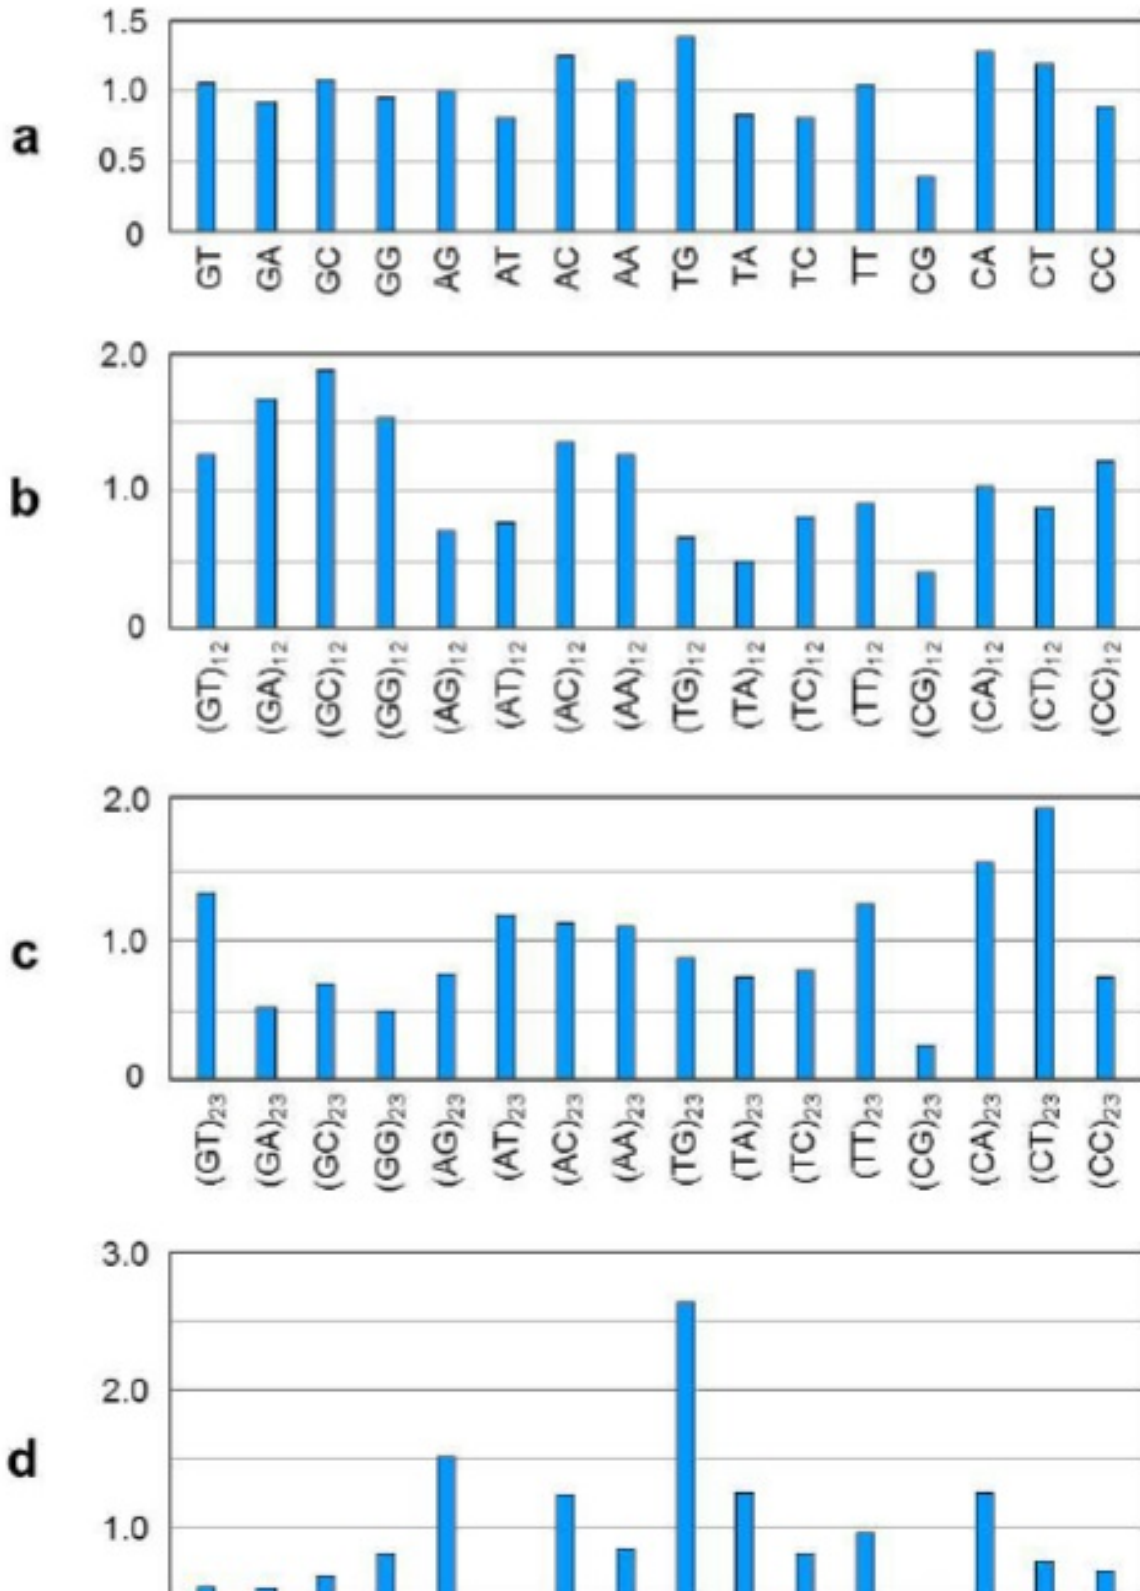 a
1.5
1.0
0.5
0
GT GA GC GG AG AT AC AA TG TA TC TT CG CA CT CC
b
2.0
1.0
0
(GT)12 (GA)12 (GC)12 (GG)12 (AG)12 (AT)12 (AC)12 (AA)12 (TG)12 (TA)12 (TC)12 (TT)12 (CG)12 (CA)12 (CT)12 (CC)12
c
2.0
1.0
0
(GT)23 (GA)23 (GC)23 (GG)23 (AG)23 (AT)23 (AC)23 (AA)23 (TG)23 (TA)23 (TC)23 (TT)23 (CG)23 (CA)23 (CT)23 (CC)23
d
3.0
2.0
1.0